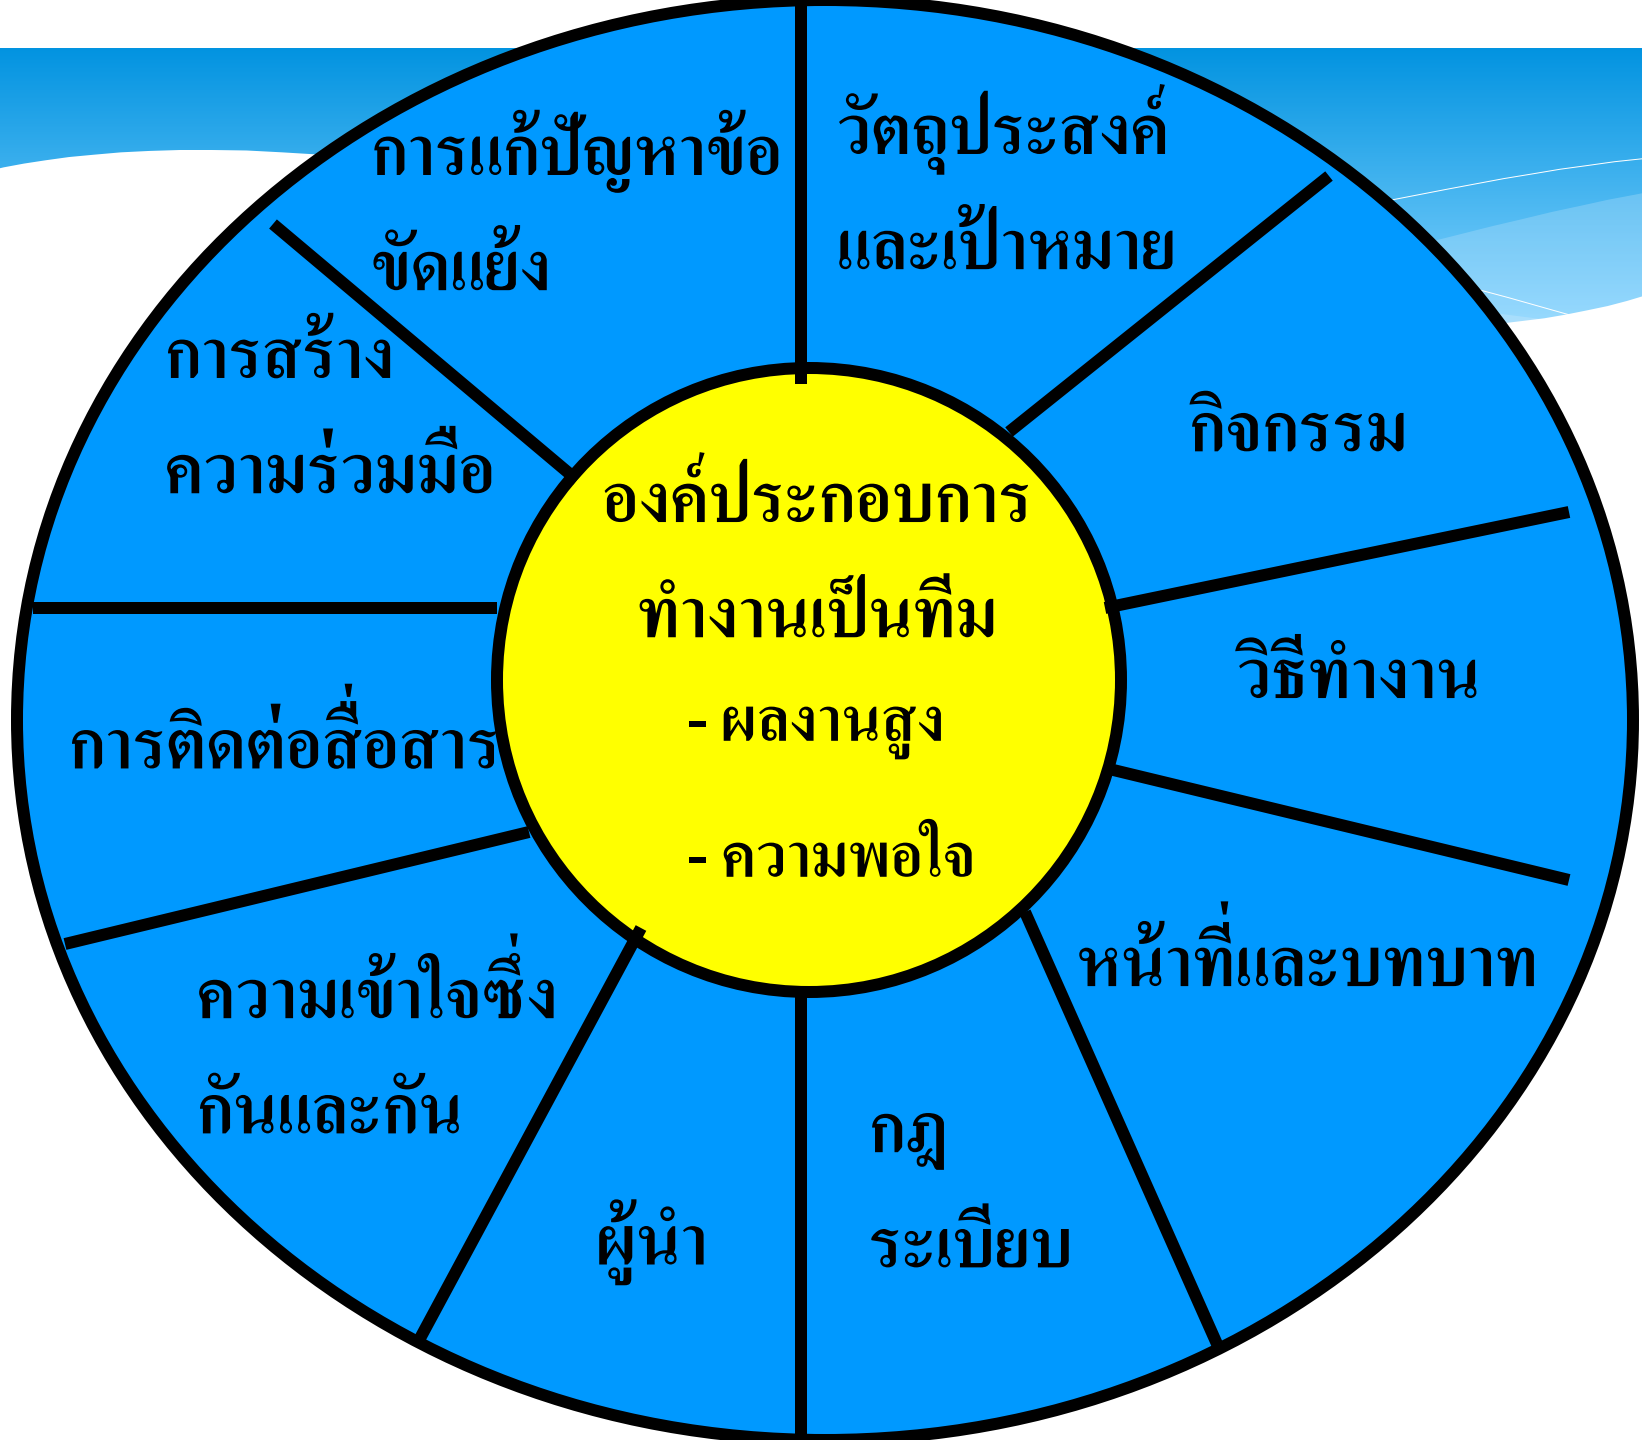 การแก้ปัญหาข้อ
ขัดแย้ง
วัตถุประสงค์
และเป้าหมาย
การสร้าง
ความร่วมมือ
กิจกรรม
องค์ประกอบการ
ทำงานเป็นทีม
- ผลงานสูง
- ความพอใจ
วิธีทำงาน
การติดต่อสื่อสาร
หน้าที่และบทบาท
ความเข้าใจซึ่ง
กันและกัน
ผู้นำ
กฎ
ระเบียบ